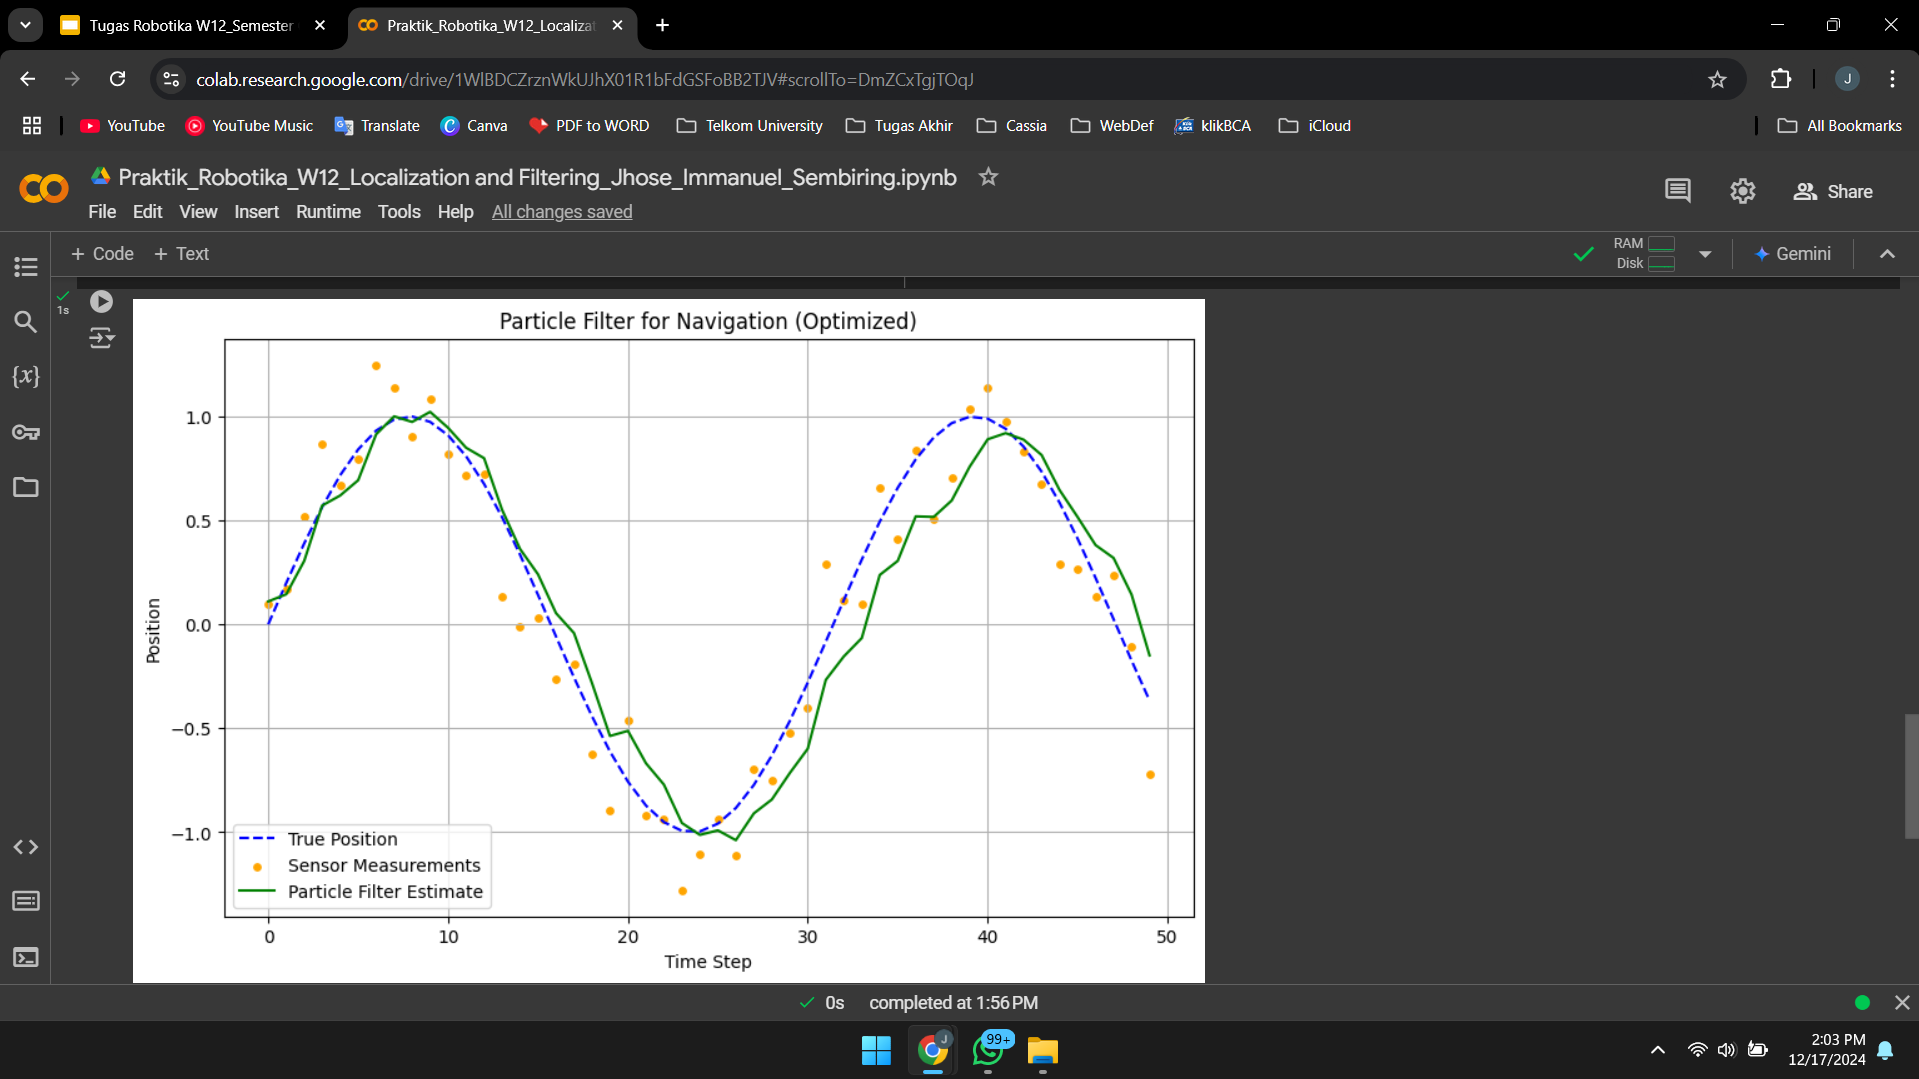 Tugas Robotika W12_Semester
Praktik_Robotika_W12_Localizat
colab.research.google.com/drive/1WlBDCZrznWkUJhX01R1bFdGSFoBB2TJV#scrollTo=DmZCxTgjTOqJ
J
YouTube YouTube Music Translate Canva PDF to WORD Telkom University Tugas Akhir Cassia WebDef klikBCA iCloud All Bookmarks
Praktik_Robotika_W12_Localization and Filtering_Jhose_Immanuel_Sembiring.ipynb
File Edit View Insert Runtime Tools Help All changes saved
Share
+ Code + Text
RAM
Disk
Gemini
1s
{x}
Particle Filter for Navigation (Optimized)
1.0
0.5
0.0
−0.5
−1.0
Position
True Position
Sensor Measurements
Particle Filter Estimate
0 10 20 30 40 50
Time Step
0s completed at 1:56 PM
J
99+
2:03 PM
12/17/2024